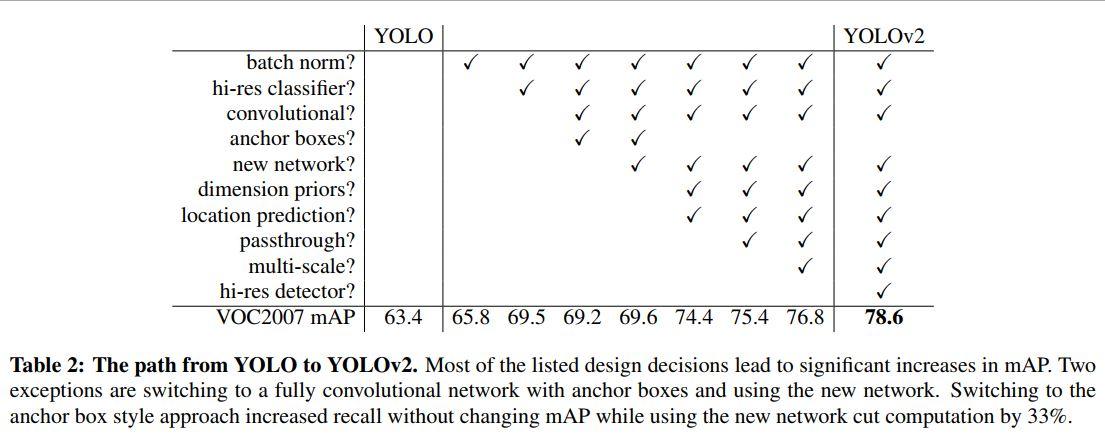 YOLO YOLOv2
batch norm? ✓ ✓ ✓ ✓ ✓ ✓ ✓ ✓
hi-res classifier? ✓ ✓ ✓ ✓ ✓ ✓ ✓
convolutional? ✓ ✓ ✓ ✓ ✓ ✓
anchor boxes? ✓ ✓
new network? ✓ ✓ ✓ ✓ ✓
dimension priors? ✓ ✓ ✓ ✓
location prediction? ✓ ✓ ✓ ✓
passthrough? ✓ ✓ ✓
multi-scale? ✓ ✓
hi-res detector? ✓
VOC2007 mAP 63.4 65.8 69.5 69.2 69.6 74.4 75.4 76.8 78.6
Table 2: The path from YOLO to YOLOv2. Most of the listed design decisions lead to significant increases in mAP. Two
exceptions are switching to a fully convolutional network with anchor boxes and using the new network. Switching to the
anchor box style approach increased recall without changing mAP while using the new network cut computation by 33%.